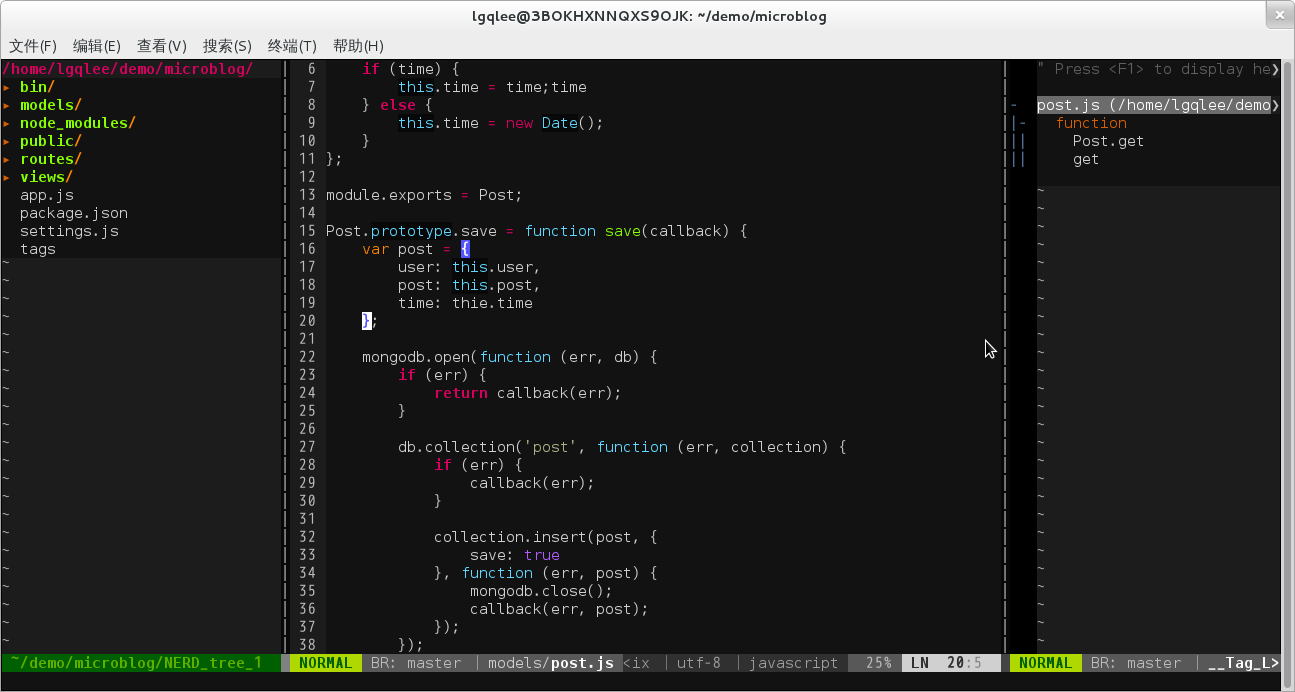 lgqlee@3BOKHXNNQXS9OJK: ~/demo/microblog
文件(F) 编辑(E) 查看(V) 搜索(S) 终端(T) 帮助(H)
/home/lgqlee/demo/microblog/
▸ bin/
▸ models/
▸ node_modules/
▸ public/
▸ routes/
▸ views/
app.js
package.json
settings.js
tags
6 if (time) {
7 this.time = time;time
8 } else {
9 this.time = new Date();
10 }
11 };
12
13 module.exports = Post;
14
15 Post.prototype.save = function save(callback) {
16 var post = {
17 user: this.user,
18 post: this.post,
19 time: thie.time
20 };
21
22 mongodb.open(function (err, db) {
23 if (err) {
24 return callback(err);
25 }
26
27 db.collection('post', function (err, collection) {
28 if (err) {
29 callback(err);
30 }
31
32 collection.insert(post, {
33 save: true
34 }, function (err, post) {
35 mongodb.close();
36 callback(err, post);
37 });
38 });
" Press <F1> to display he❯
- post.js (/home/lgqlee/demo❯
|- function
|| Post.get
|| get
~/demo/microblog/NERD_tree_1
NORMAL BR: master | models/post.js <ix | utf-8 | javascript 25% LN 20:5
NORMAL BR: master | __Tag_L>